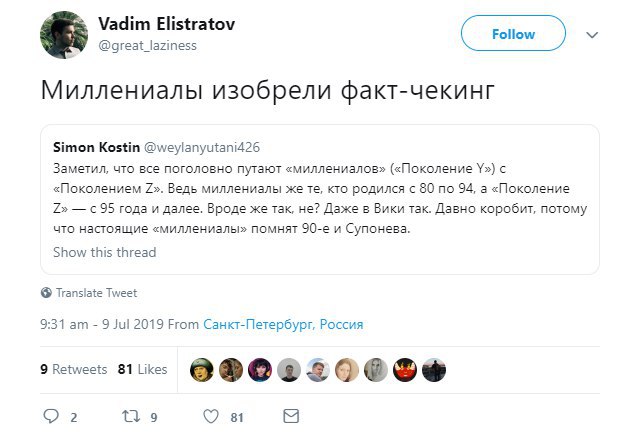 Vadim Elistratov
@great_laziness
Follow
Миллениалы изобрели факт-чекинг
Simon Kostin @weylanyutani426
Заметил, что все поголовно путают «миллениалов» («Поколение Y») с
«Поколением Z». Ведь миллениалы же те, кто родился с 80 по 94, а «Поколение
Z» — с 95 года и далее. Вроде же так, не? Даже в Вики так. Давно коробит, потому
что настоящие «миллениалы» помнят 90-е и Супонева.
Show this thread
Translate Tweet
9:31 am - 9 Jul 2019 From Санкт-Петербург, Россия
9 Retweets 81 Likes
2 9 81